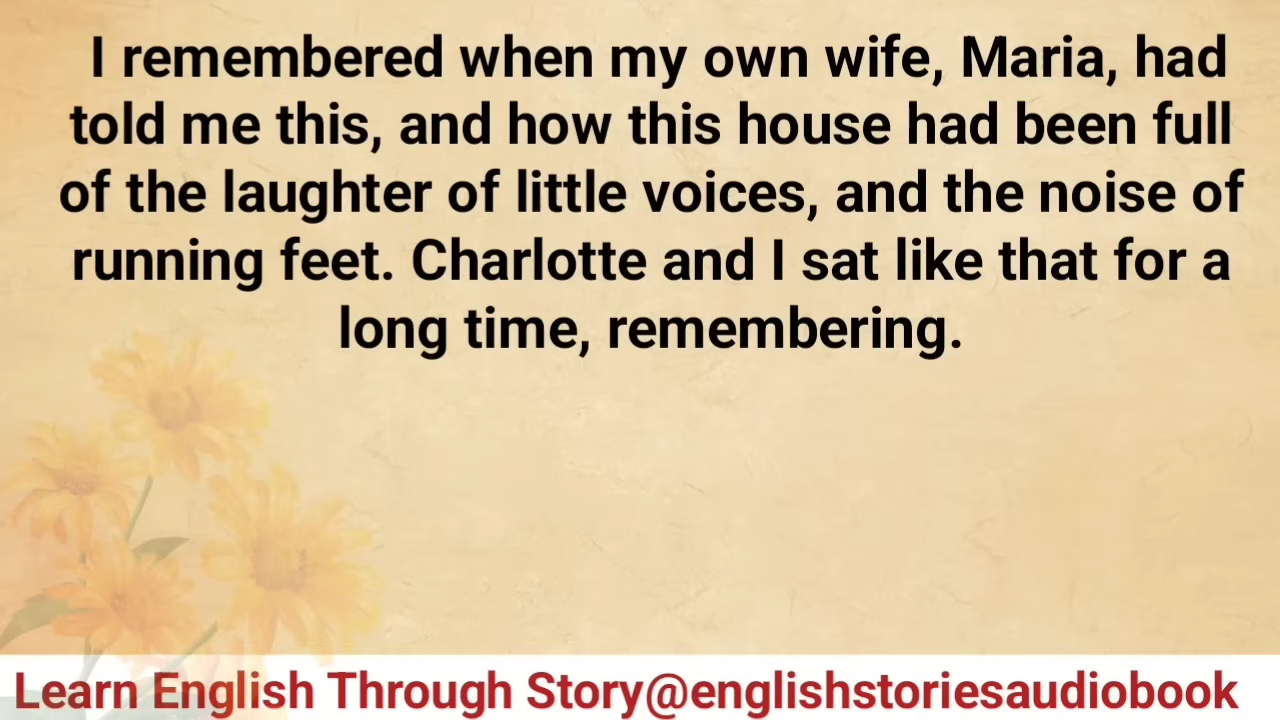 I remembered when my own wife, Maria, had
told me this, and how this house had been full
of the laughter of little voices, and the noise of
running feet. Charlotte and I sat like that for a
long time, remembering.
Learn English Through Story@englishstoriesaudiobook